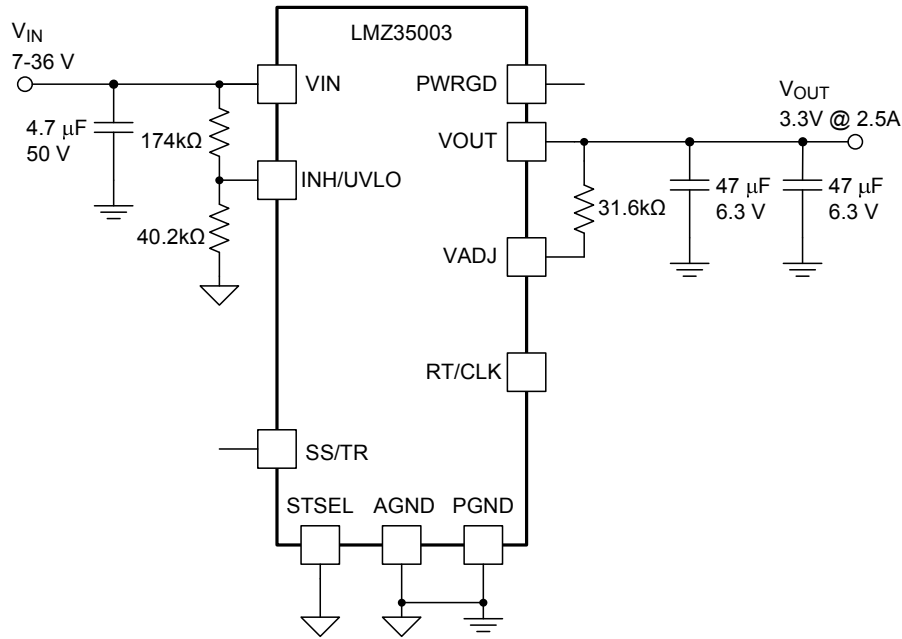 LMZ35003
VIN
7-36 V
VIN
PWRGD
VOUT
3.3V @ 2.5A
4.7 μF
50 V
174kΩ
VOUT
INH/UVLO
31.6kΩ
47 μF
6.3 V
47 μF
6.3 V
40.2kΩ
VADJ
RT/CLK
SS/TR
STSEL
AGND
PGND